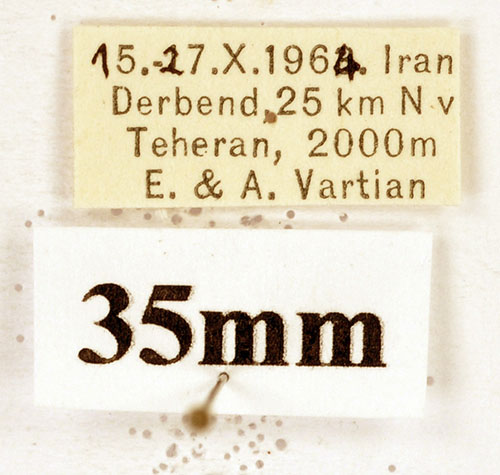 15.-17.X.1964. Iran
Derbend, 25 km N v
Teheran, 2000m
E. & A. Vartian
35mm